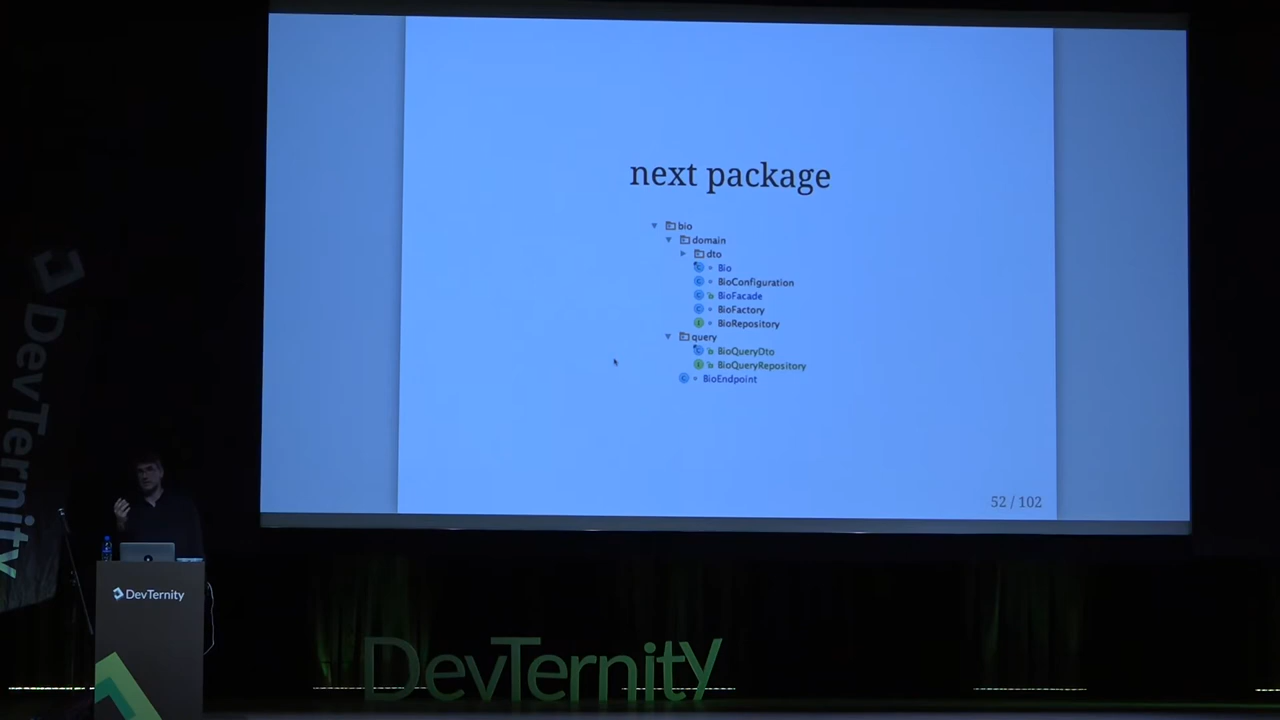 next package
bio
domain
dto
Bio
BioConfiguration
BioFacade
BioFactory
BioRepository
query
BioQueryDto
BioQueryRepository
BioEndpoint
52 / 102
DevTernity
DevTernity
DevTernity